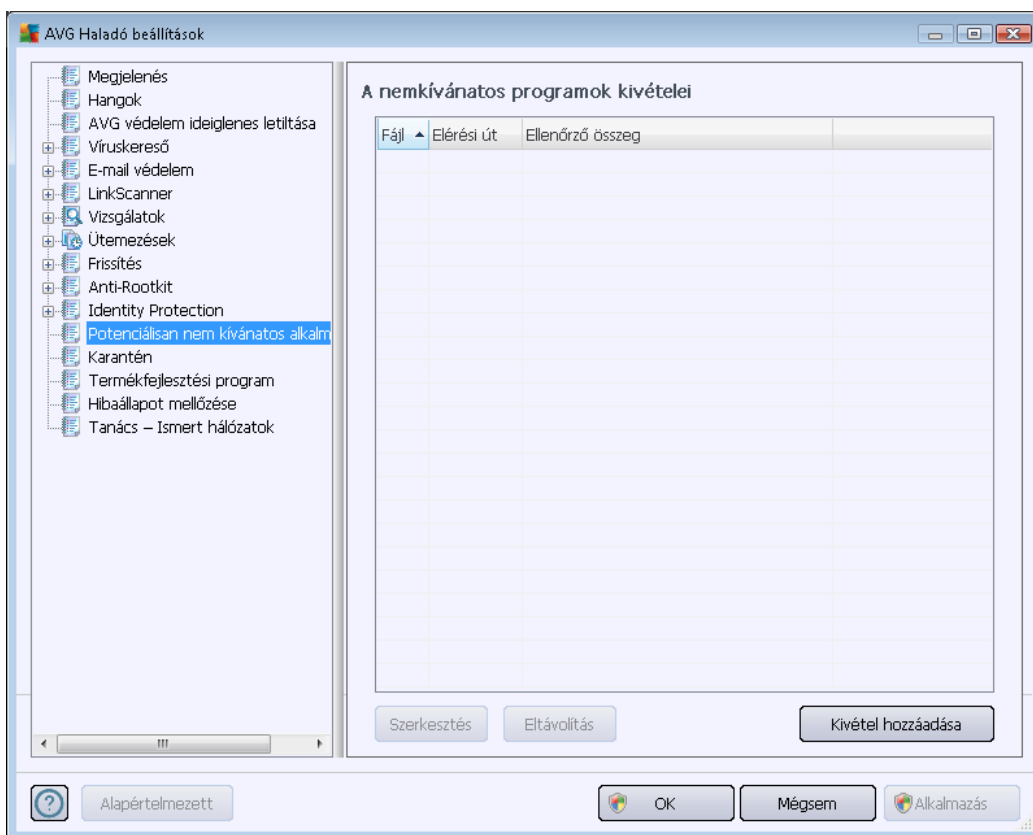 AVG Haladó beállítások
Megjelenés
Hangok
AVG védelem ideiglenes letiltása
Víruskereső
E-mail védelem
LinkScanner
Vizsgálatok
Ütemezések
Frissítés
Anti-Rootkit
Identity Protection
Potenciálisan nem kívánatos alkalm
Karantén
Termékfejlesztési program
Hibaállapot mellőzése
Tanács – Ismert hálózatok
A nemkívánatos programok kivételei
Fájl Elérési út Ellenőrző összeg
Szerkesztés Eltávolítás Kivétel hozzáadása
Alapértelmezett OK Mégsem Alkalmazás